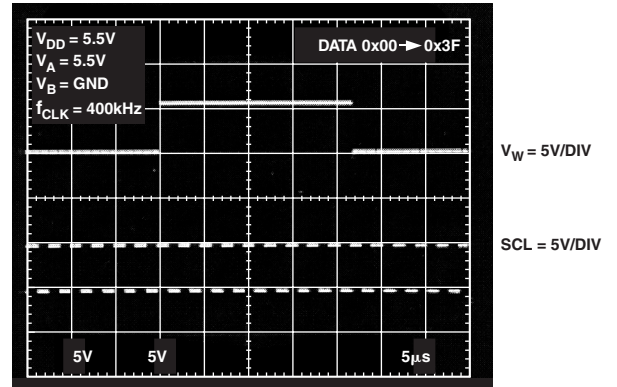 V_DD = 5.5V
V_A = 5.5V
V_B = GND
f_CLK = 400kHz
DATA 0x00 → 0x3F
V_W = 5V/DIV
SCL = 5V/DIV
5V 5V 5μs